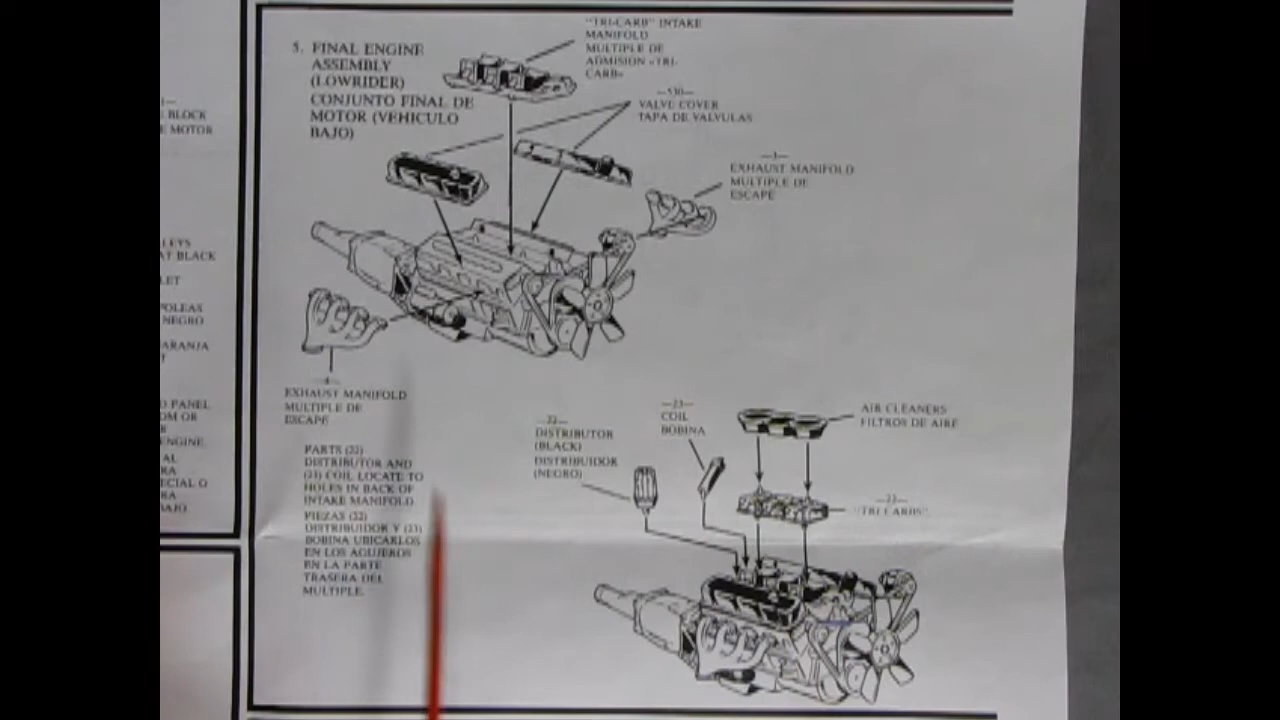 BLOCK
MOTOR
LEYS
AT BLACK
LET
POLEAS
NEGRO
ARANJA
PANEL
OM OR
ENGINE.
AL
RA
ECIAL O
RA
BAJO.
5. FINAL ENGINE
ASSEMBLY
(LOWRIDER)
CONJUNTO FINAL DE
MOTOR (VEHICULO
BAJO)
"TRI-CARB" INTAKE
MANIFOLD
MULTIPLE DE
ADMISION «TRI-
CARB»
VALVE COVER
TAPA DE VALVULAS
EXHAUST MANIFOLD
MULTIPLE DE
ESCAPE
EXHAUST MANIFOLD
MULTIPLE DE
ESCAPE
PARTS (22)
DISTRIBUTOR AND
(23) COIL LOCATE TO
HOLES IN BACK OF
INTAKE MANIFOLD
PIEZAS (22)
DISTRIBUIDOR Y (23)
BOBINA UBICARLOS
EN LOS AGUJEROS
EN LA PARTE
TRASERA DEL
MULTIPLE.
—22—
DISTRIBUTOR
(BLACK)
DISTRIBUIDOR
(NEGRO)
—23—
COIL
BOBINA
AIR CLEANERS
FILTROS DE AIRE
"TRI CARBS"